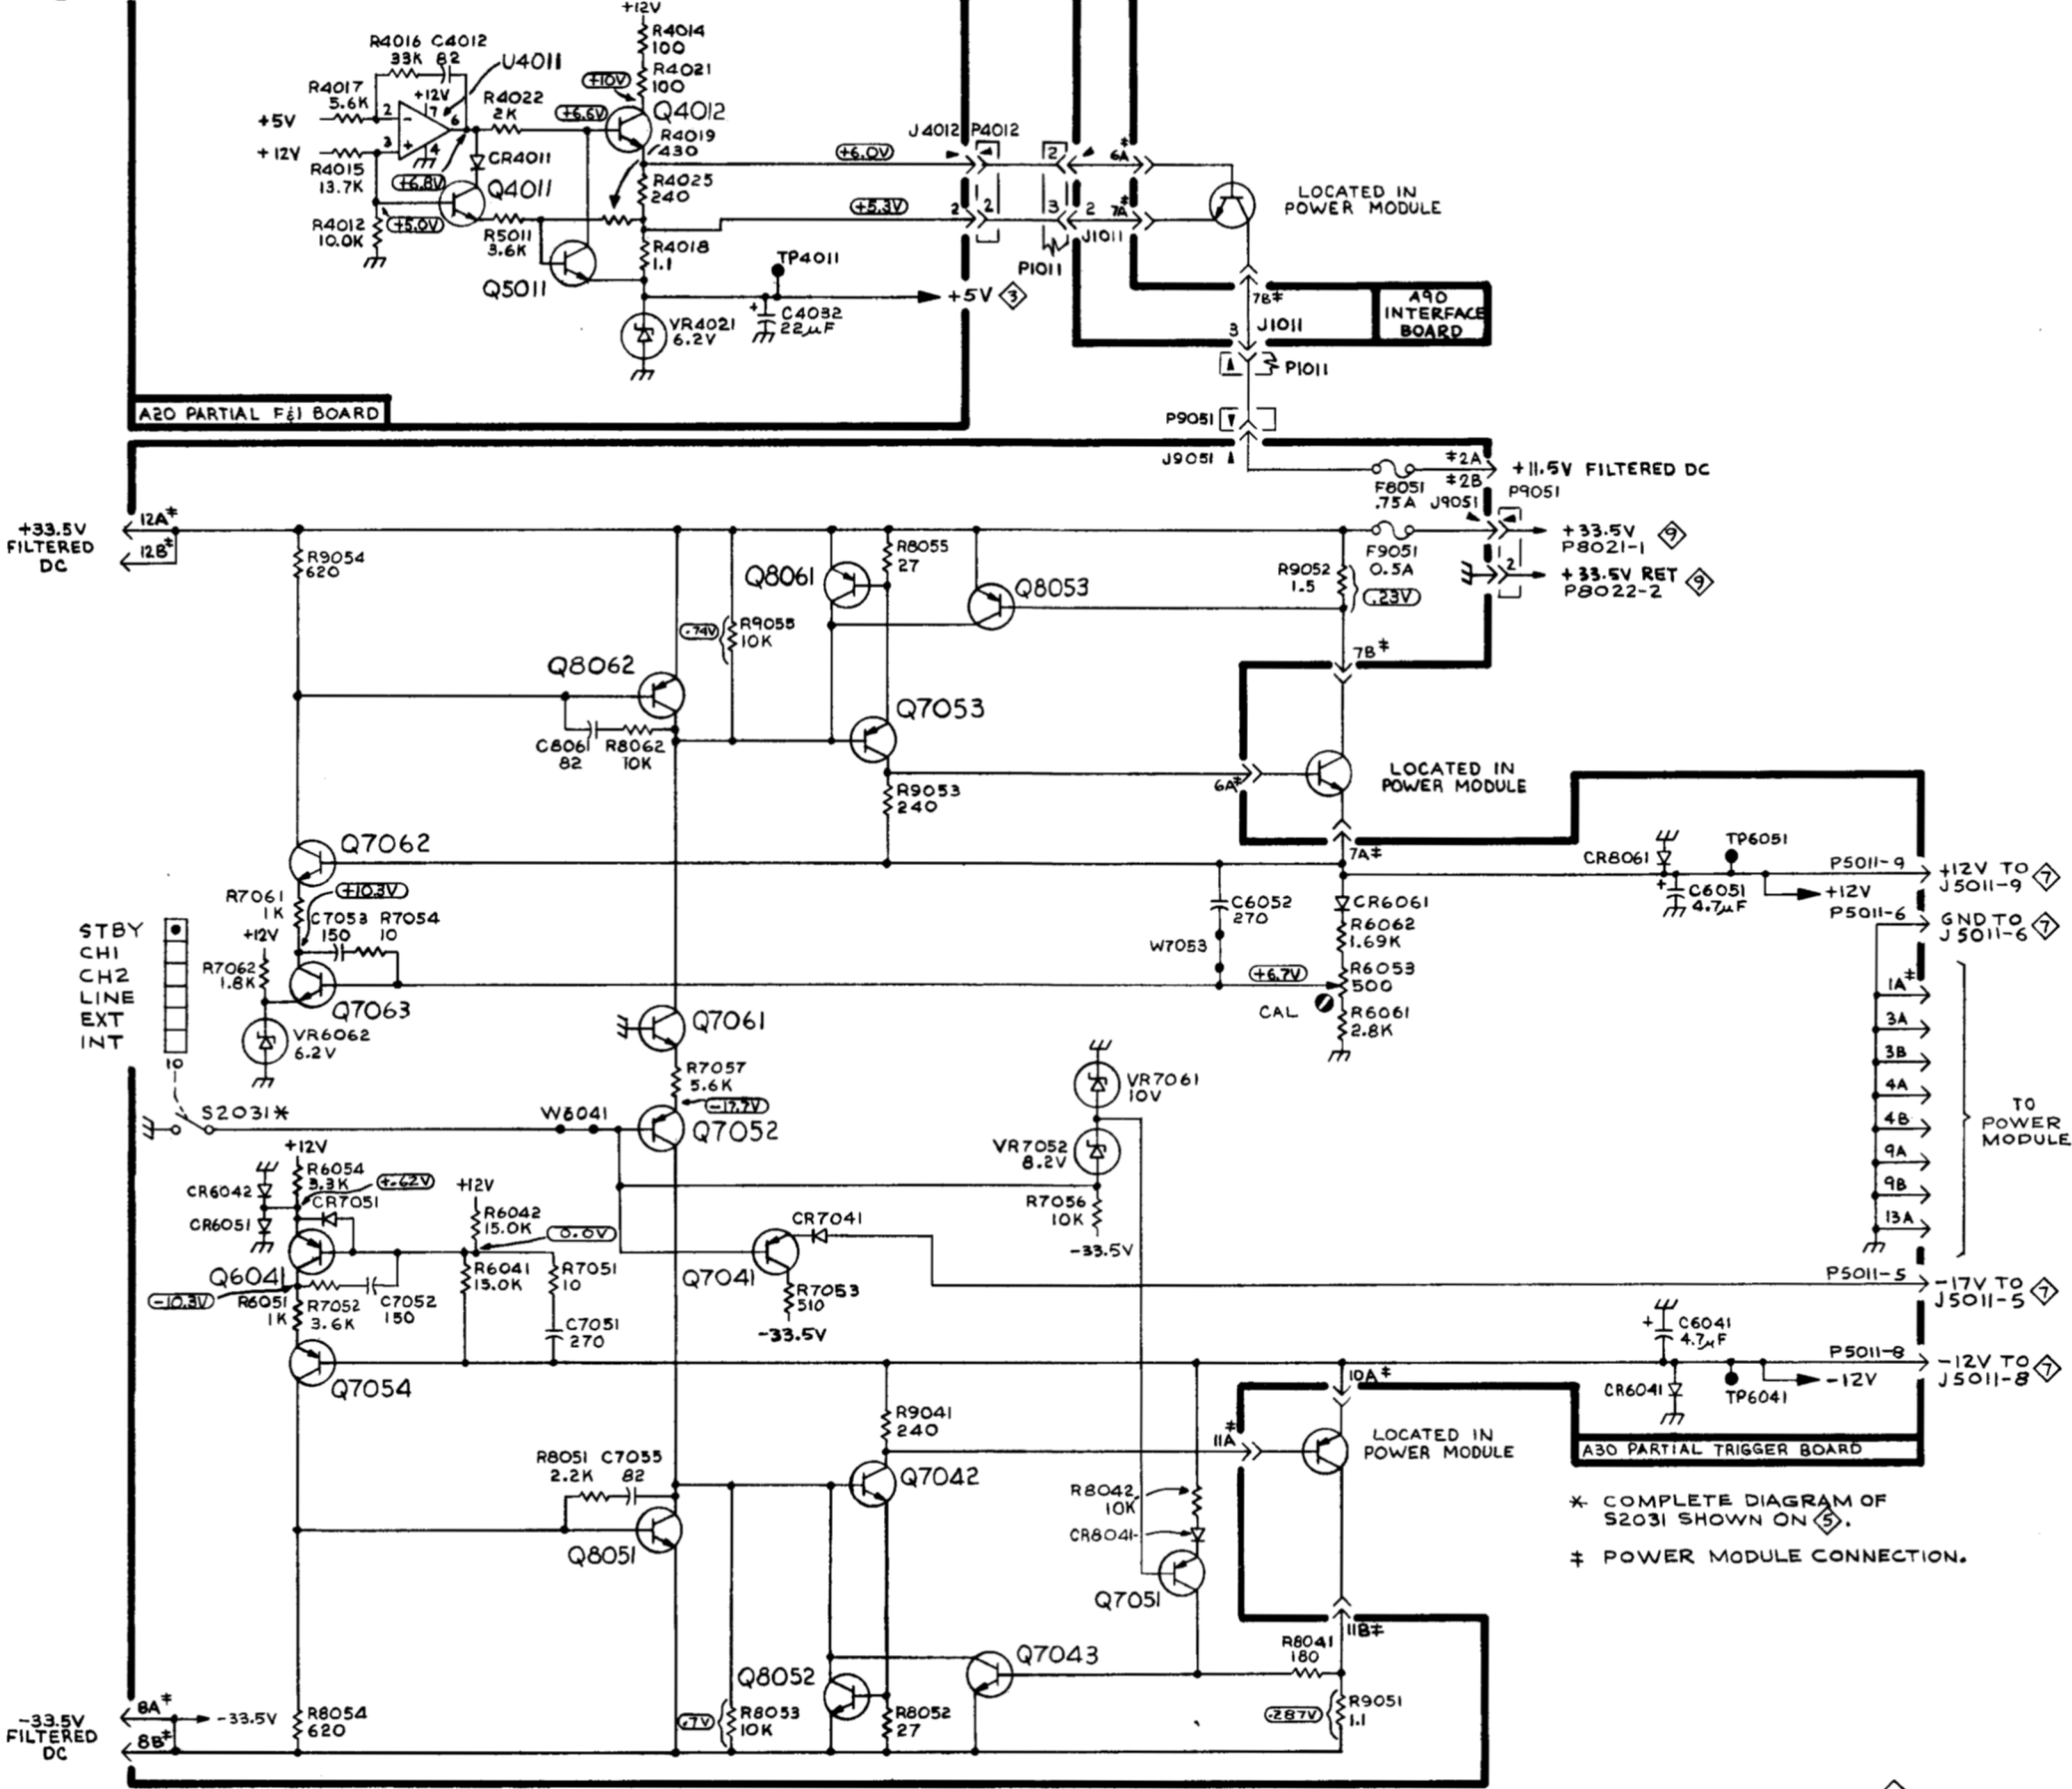 +12V
R4014
100
R4021
100
R4016 C4012
33K 82
U4011
+10V
R4017
5.6K
+12V
7
R4022
2K
+6.6V
Q4012
2
-
6
+5V
R4019
430
J4012 P4012
+12V
3
+
4
CR4011
+6.0V
2
6A*
R4015
13.7K
+6.8V
Q4011
R4025
240
LOCATED IN
POWER MODULE
+5.3V
2
2
3
2
7A*
R4012
10.0K
+5.0V
R5011
3.6K
R4018
1.1
J1011
TP4011
P1011
Q5011
+5V 3
7B‡
A90
INTERFACE
BOARD
+
C4032
22µF
VR4021
6.2V
3
J1011
P1011
A20 PARTIAL F&I BOARD
P9051
J9051
‡2A
+11.5V FILTERED DC
‡2B
F8051
.75A
J9051
P9051
+33.5V
FILTERED
DC
12A‡
12B‡
+33.5V
P8021-1
9
R9054
620
R8055
27
F9051
0.5A
Q8061
Q8053
R9052
1.5
2
+33.5V RET
P8022-2
9
.23V
.74V
R9055
10K
7B‡
Q8062
Q7053
C8061
82
R8062
10K
LOCATED IN
POWER MODULE
6A‡
R9053
240
Q7062
7A‡
CR8061
TP6051
P5011-9
+12V TO
J5011-9
7
+10.3V
R7061
1K
C7053 R7054
150 10
C6052
270
CR6061
+
C6051
4.7µF
+12V
P5011-6
GND TO
J5011-6
7
STBY
CH1
CH2
LINE
EXT
INT
+12V
R6062
1.69K
W7053
R7062
1.8K
+6.7V
R6053
500
1A‡
Q7063
CAL
R6061
2.8K
Q7061
3A
VR6062
6.2V
3B
10
R7057
5.6K
VR7061
10V
4A
-17.7V
S2031*
W6041
Q7052
4B
TO
POWER
MODULE
+12V
VR7052
8.2V
9A
R6054
3.3K
+.62V
CR6042
CR7051
+12V
9B
R7056
10K
CR6051
R6042
15.0K
0.0V
CR7041
13A
-33.5V
Q6041
R6041
15.0K
R7051
10
Q7041
P5011-5
-17V TO
J5011-5
7
-10.3V
R6051
1K
R7052
3.6K
C7052
150
R7053
510
C7051
270
-33.5V
+
C6041
4.7µF
P5011-8
-12V TO
J5011-8
7
Q7054
10A‡
CR6041
TP6041
-12V
R9041
240
11A‡
LOCATED IN
POWER MODULE
A30 PARTIAL TRIGGER BOARD
R8051 C7055
2.2K 82
Q7042
R8042
10K
CR8041
* COMPLETE DIAGRAM OF
S2031 SHOWN ON 5.
Q8051
‡ POWER MODULE CONNECTION.
Q7051
11B‡
Q7043
R8041
180
Q8052
-33.5V
FILTERED
DC
8A‡
-33.5V
8B‡
R8054
620
.7V
R8053
10K
R8052
27
.287V
R9051
1.1